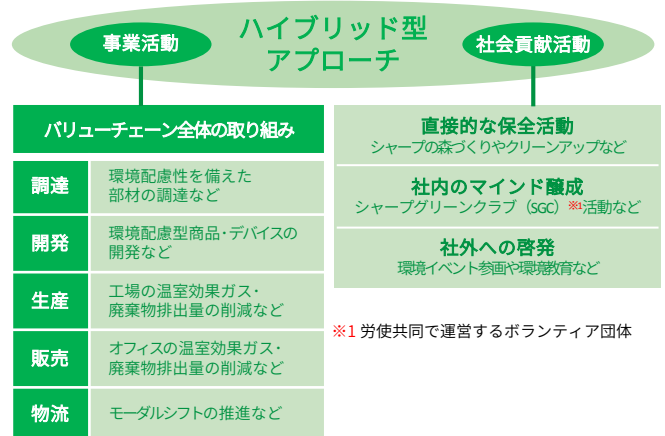 ハイブリッド型
アプローチ
事業活動
社会貢献活動
バリューチェーン全体の取り組み
調達
環境配慮性を備えた
部材の調達など
開発
環境配慮型商品・デバイスの
開発など
生産
工場の温室効果ガス・
廃棄物排出量の削減など
販売
オフィスの温室効果ガス・
廃棄物排出量の削減など
物流
モーダルシフトの推進など
直接的な保全活動
シャープの森づくりやクリーンアップなど
社内のマインド醸成
シャープグリーンクラブ（SGC）※1活動など
社外への啓発
環境イベント参画や環境教育など
※1 労使共同で運営するボランティア団体